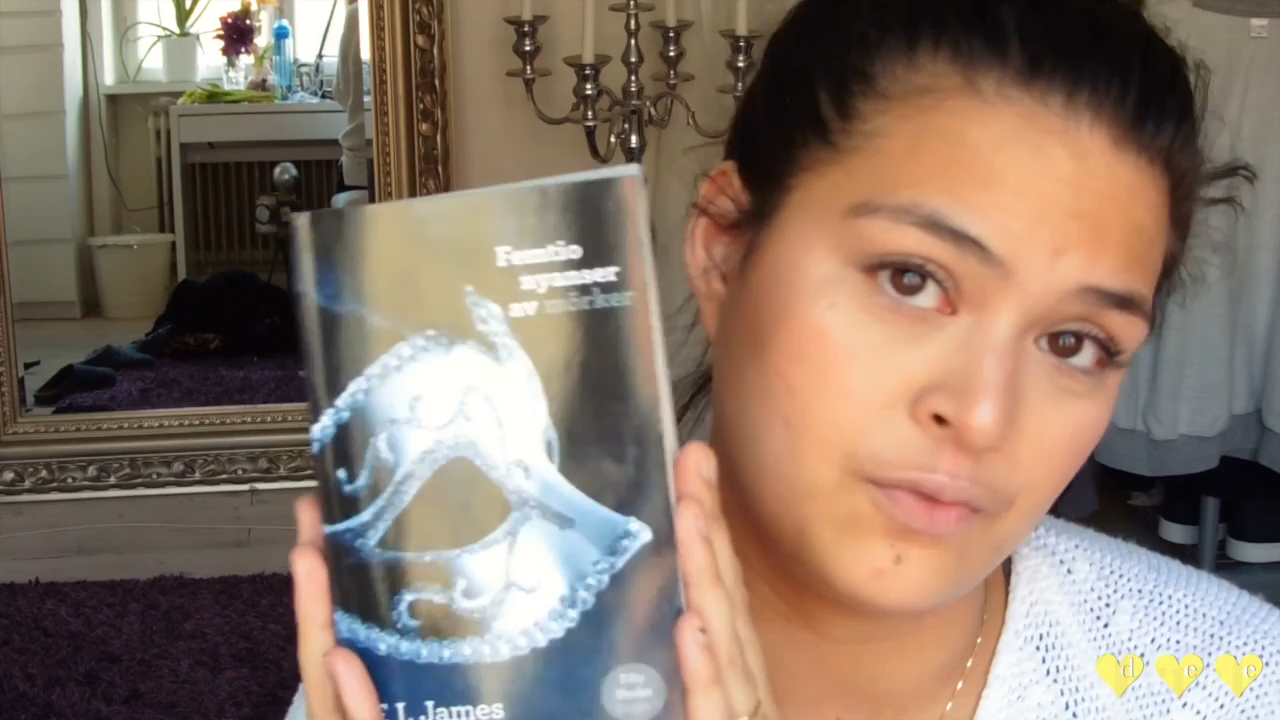 Femtio
nyanser
av mörker
E L James
d e e